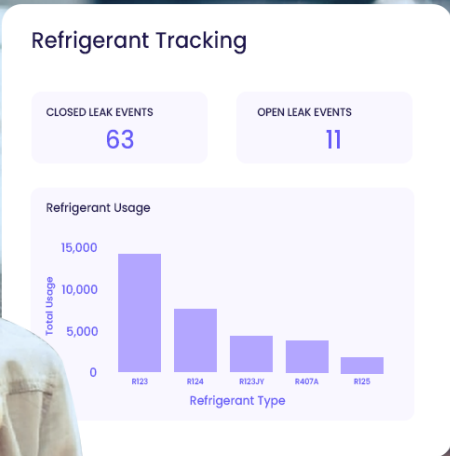 Refrigerant Tracking
CLOSED LEAK EVENTS
63
OPEN LEAK EVENTS
11
Refrigerant Usage
Total Usage
15,000
10,000
5,000
0
R123
R124
R123JY
R407A
R125
Refrigerant Type